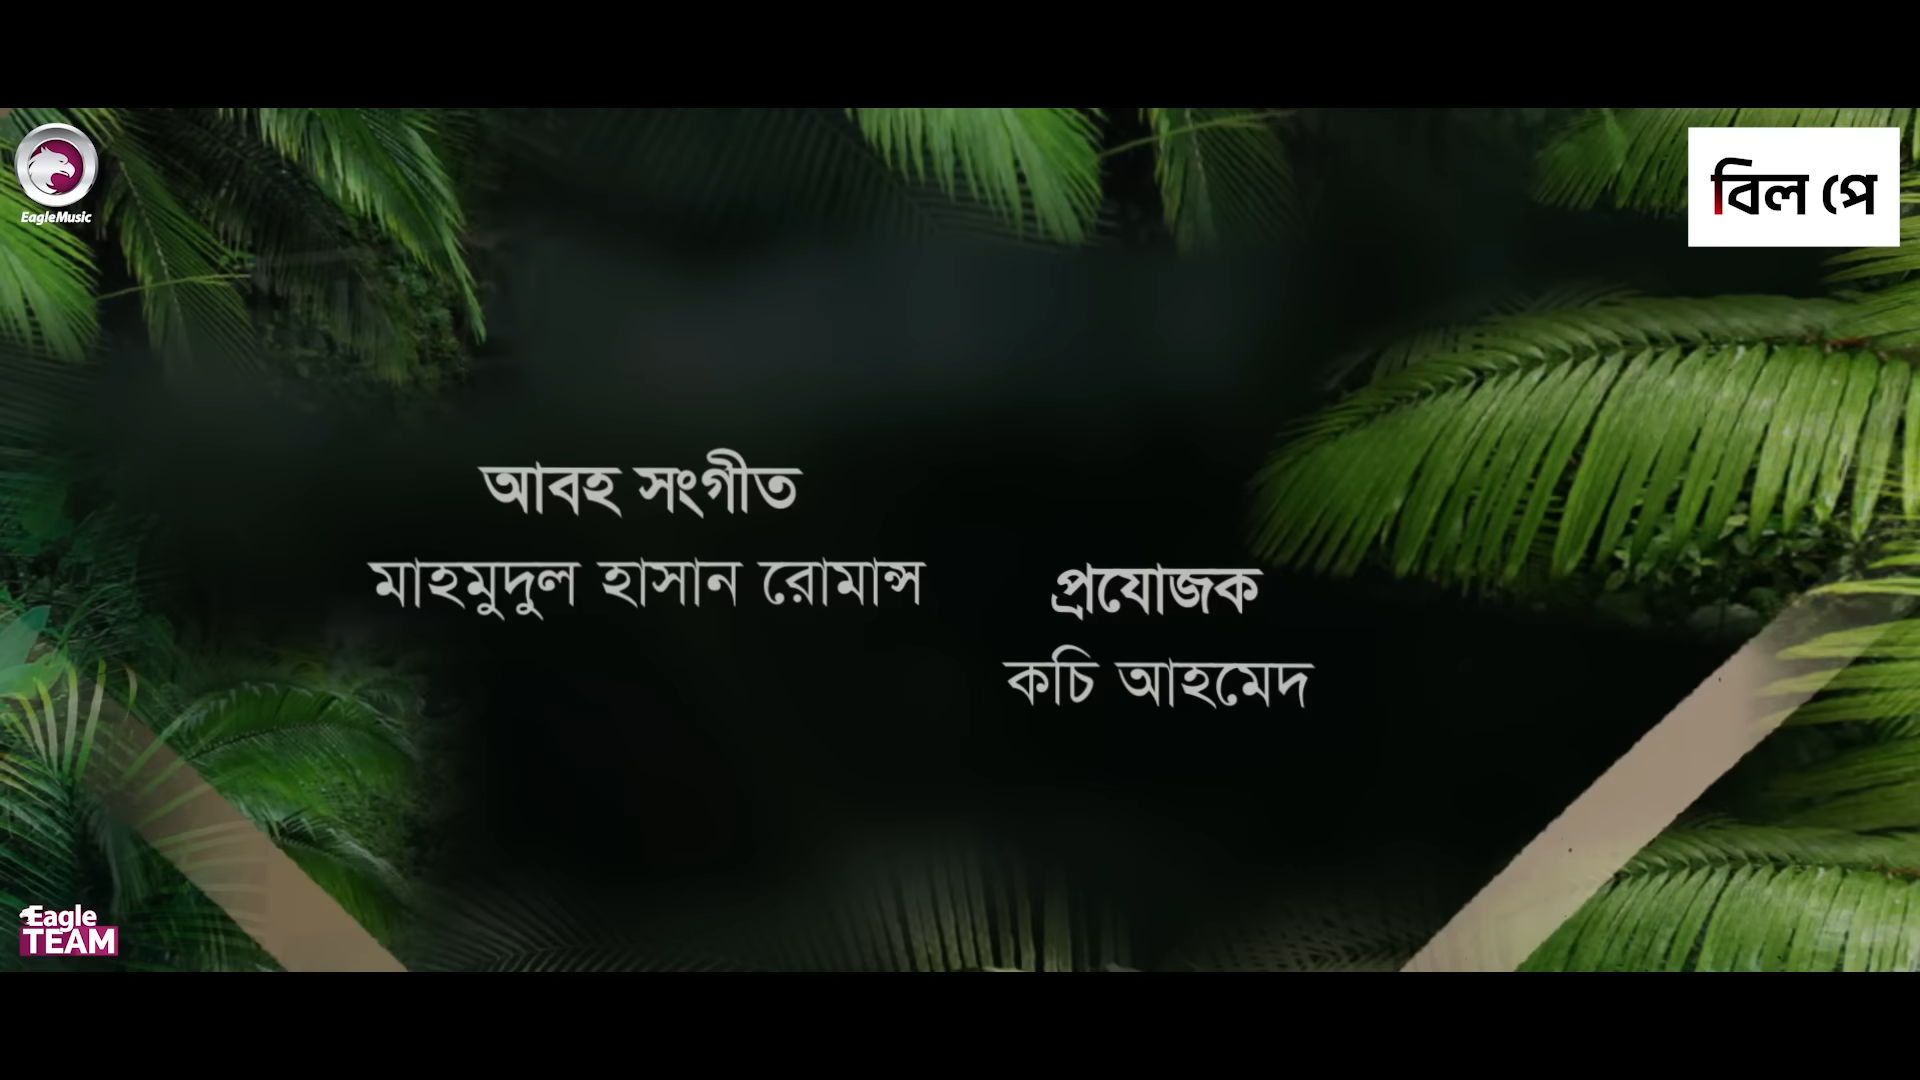 EagleMusic
বিল পে
আবহ সংগীত
মাহমুদুল হাসান রোমান্স
প্রযোজক
কচি আহমেদ
Eagle
TEAM